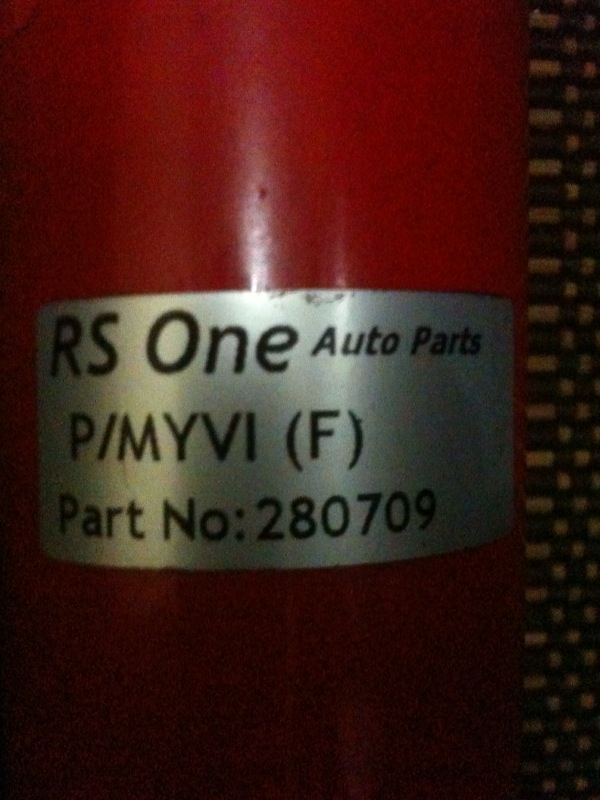 RS One Auto Parts
P/MYVI (F)
Part No: 280709